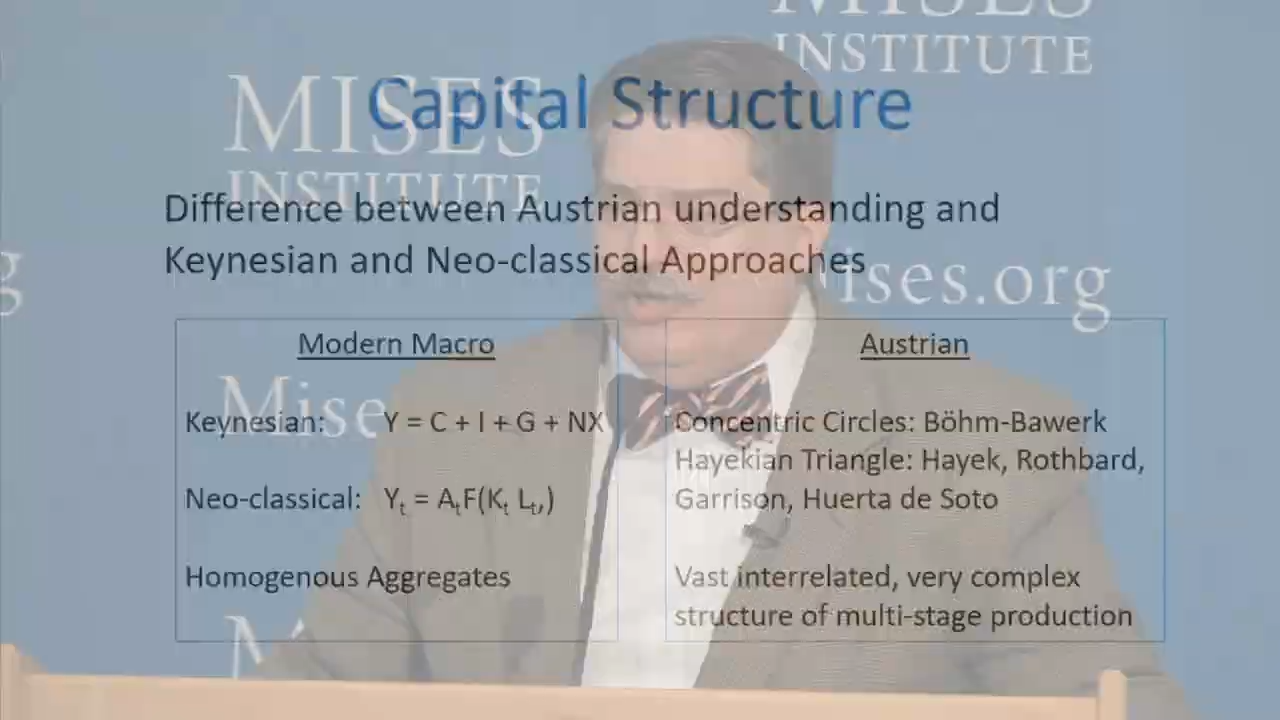 MISES
INSTITUTE
MISES
INSTITUTE
Capital Structure
Difference between Austrian understanding and
Keynesian and Neo-classical Approaches
g
Mises.org
Modern Macro
Keynesian: Y = C + I + G + NX
Neo-classical: Yₜ = AₜF(Kₜ Lₜ,)
Homogenous Aggregates
Austrian
Concentric Circles: Böhm-Bawerk
Hayekian Triangle: Hayek, Rothbard,
Garrison, Huerta de Soto
Vast interrelated, very complex
structure of multi-stage production
Mise
M